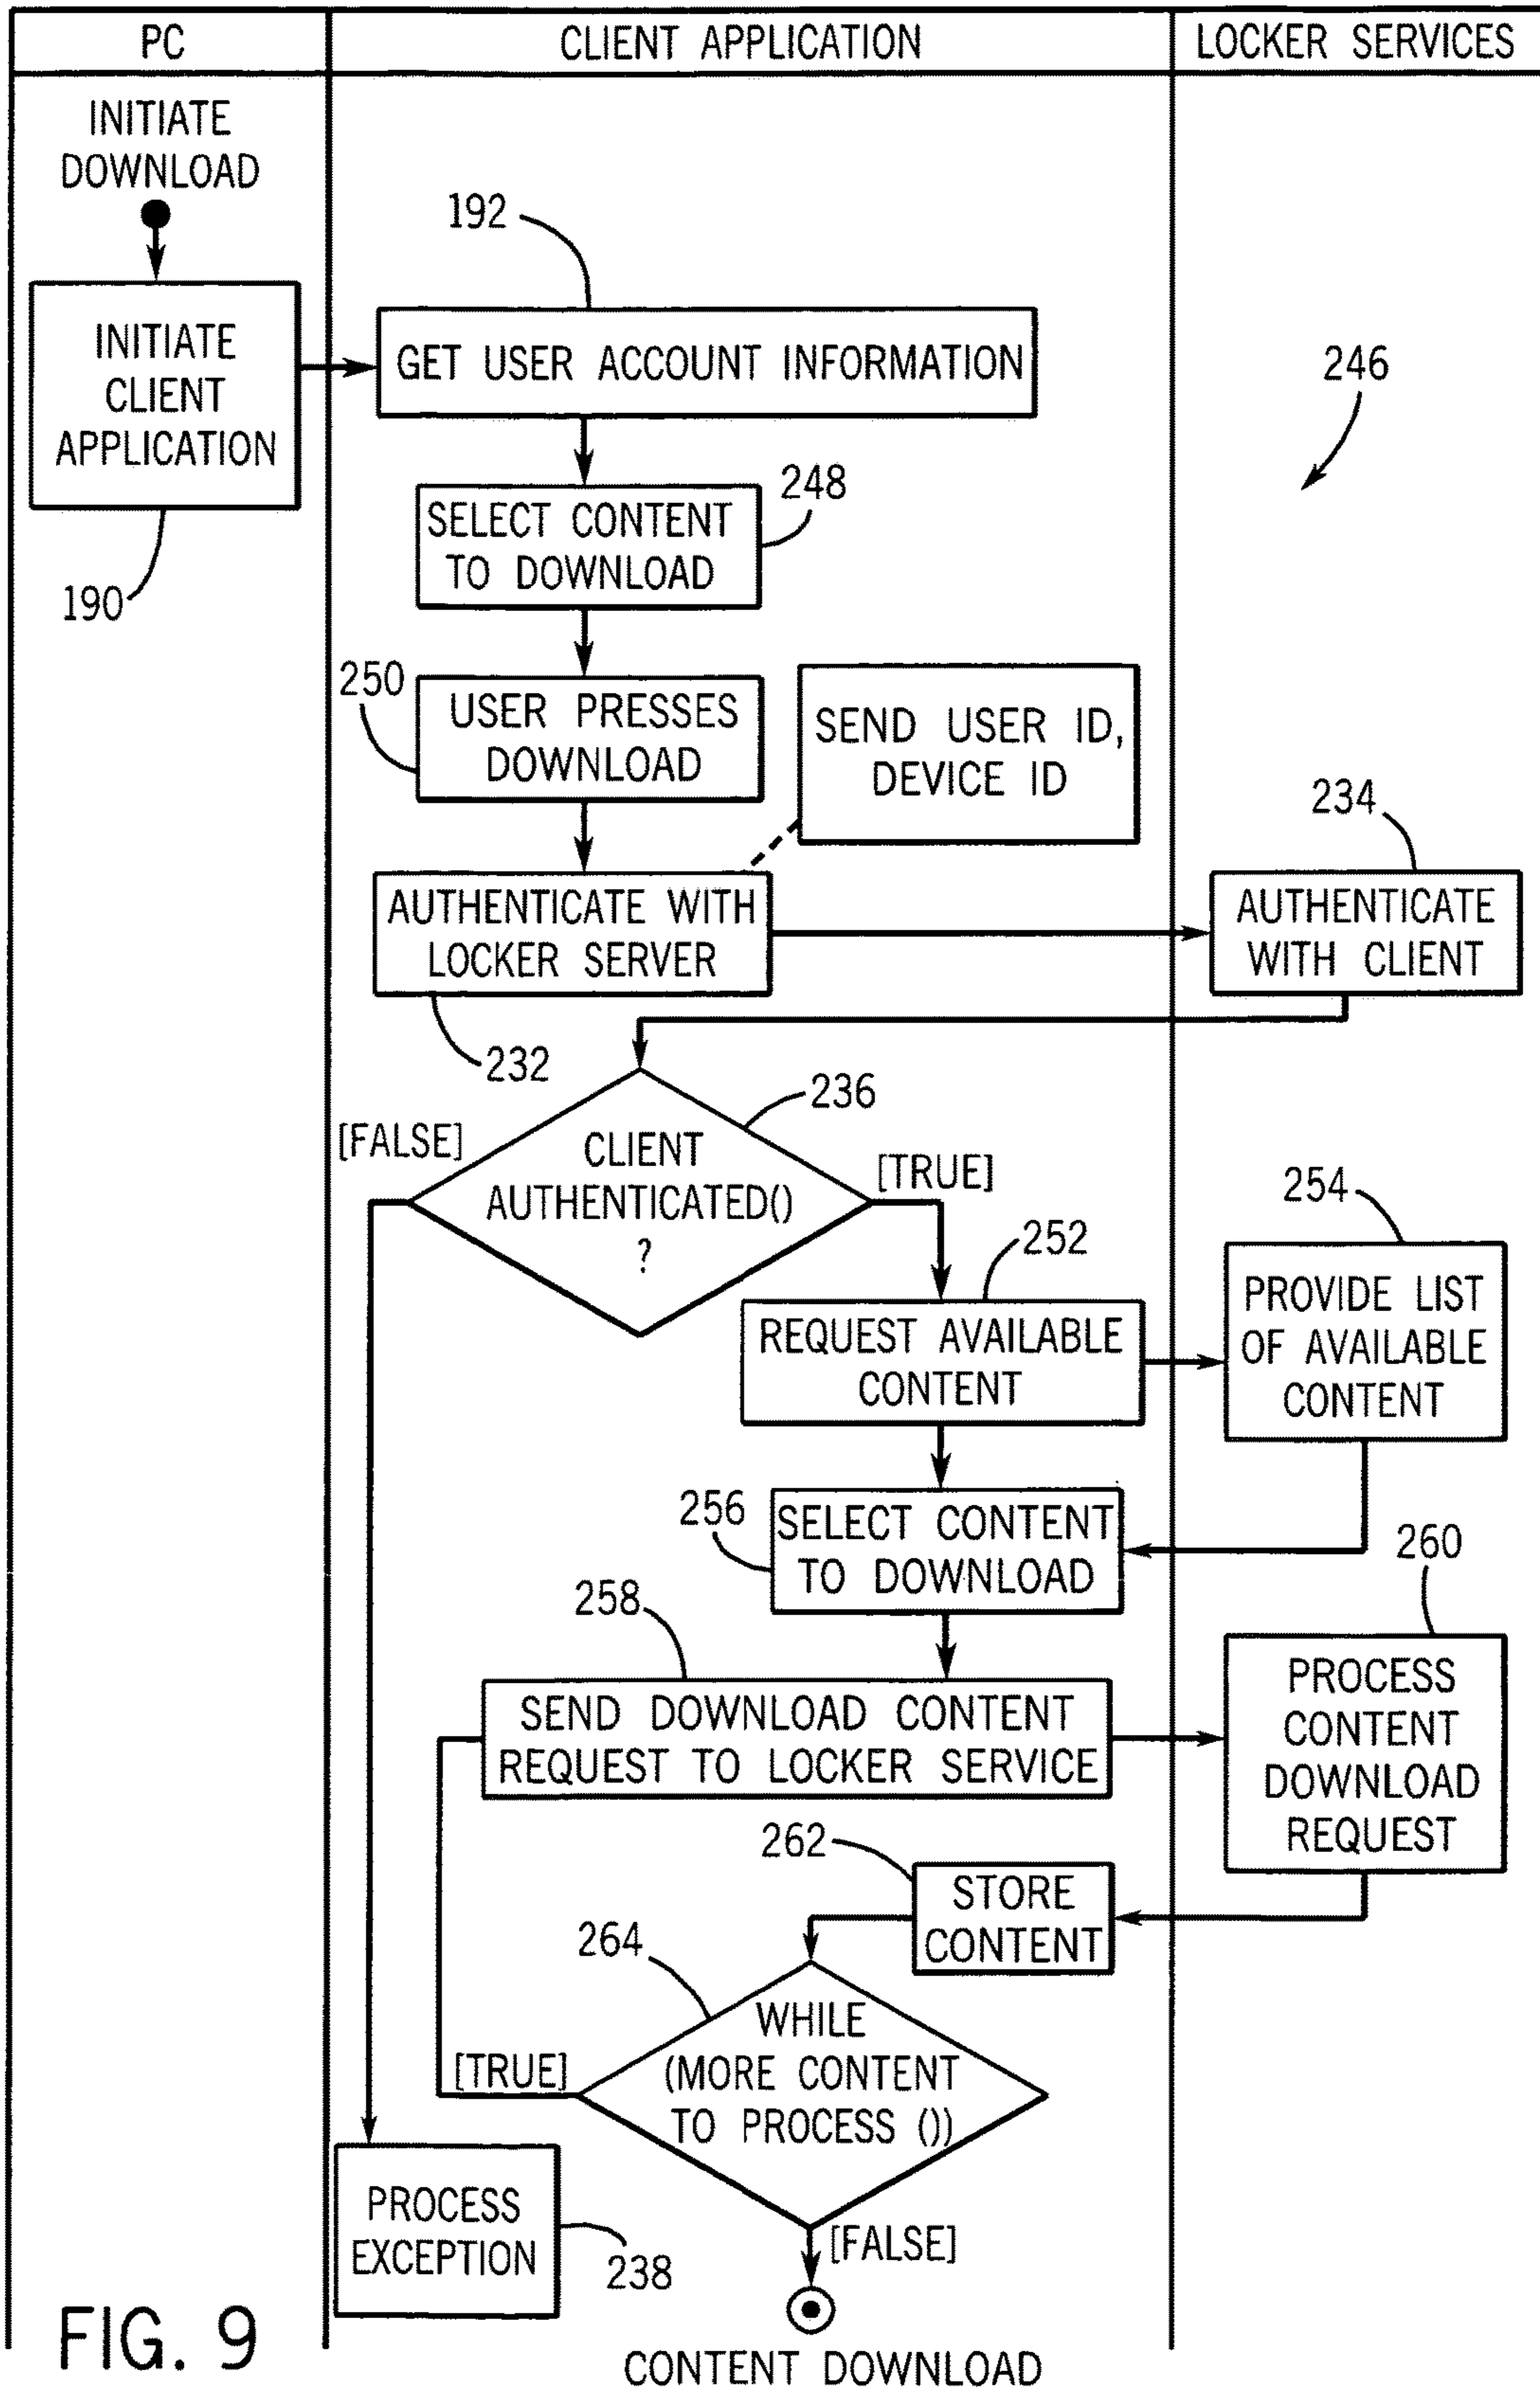 PC
CLIENT APPLICATION
LOCKER SERVICES
INITIATE
DOWNLOAD
192
INITIATE
CLIENT
APPLICATION
GET USER ACCOUNT INFORMATION
246
190
248
SELECT CONTENT
TO DOWNLOAD
250
USER PRESSES
DOWNLOAD
SEND USER ID,
DEVICE ID
234
AUTHENTICATE WITH
LOCKER SERVER
AUTHENTICATE
WITH CLIENT
232
236
[FALSE]
CLIENT
AUTHENTICATED()
?
[TRUE]
254
252
REQUEST AVAILABLE
CONTENT
PROVIDE LIST
OF AVAILABLE
CONTENT
256
SELECT CONTENT
TO DOWNLOAD
260
258
SEND DOWNLOAD CONTENT
REQUEST TO LOCKER SERVICE
PROCESS
CONTENT
DOWNLOAD
REQUEST
262
STORE
CONTENT
264
WHILE
(MORE CONTENT
TO PROCESS ())
[TRUE]
PROCESS
EXCEPTION
238
[FALSE]
CONTENT DOWNLOAD
FIG. 9